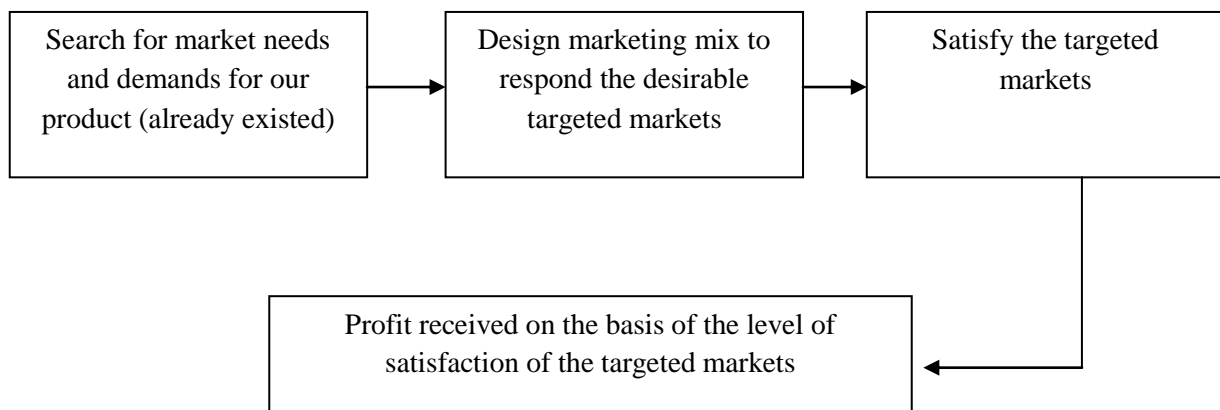 Search for market needs
and demands for our
product (already existed)
Design marketing mix to
respond the desirable
targeted markets
Satisfy the targeted
markets
Profit received on the basis of the level of
satisfaction of the targeted markets